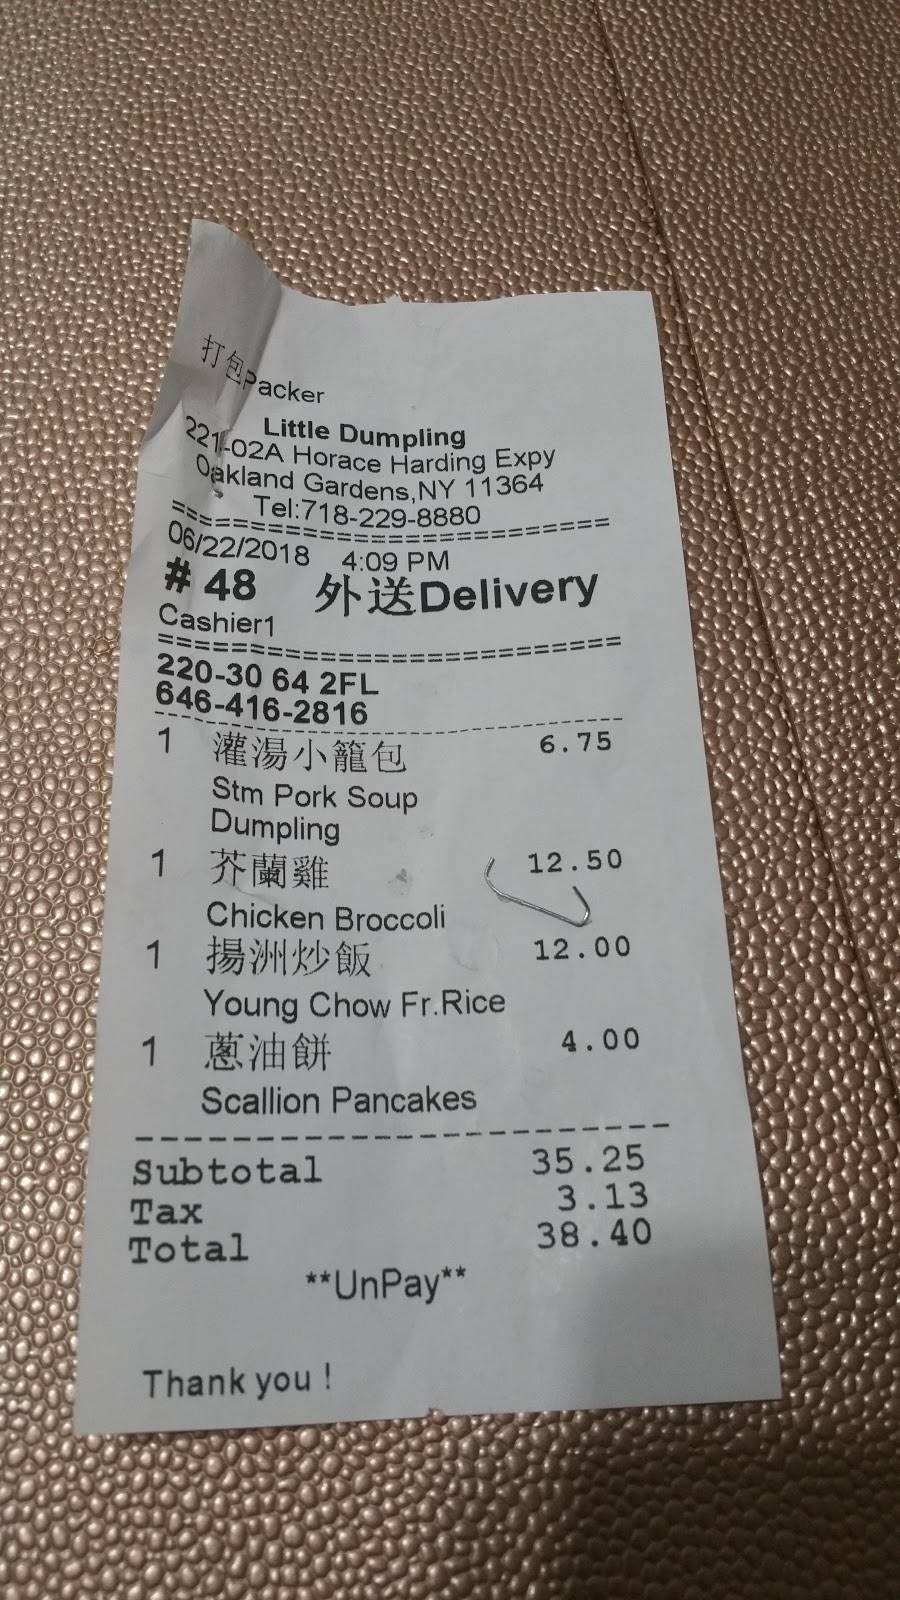 打包Packer
Little Dumpling
221-02A Horace Harding Expy
Oakland Gardens,NY 11364
Tel:718-229-8880
06/22/2018 4:09 PM
# 48 外送Delivery
Cashier1
220-30 64 2FL
646-416-2816
1 灌湯小籠包 6.75
Stm Pork Soup
Dumpling
1 芥蘭雞 12.50
Chicken Broccoli
1 揚洲炒飯 12.00
Young Chow Fr.Rice
1 蔥油餅 4.00
Scallion Pancakes
Subtotal 35.25
Tax 3.13
Total 38.40
**UnPay**
Thank you !